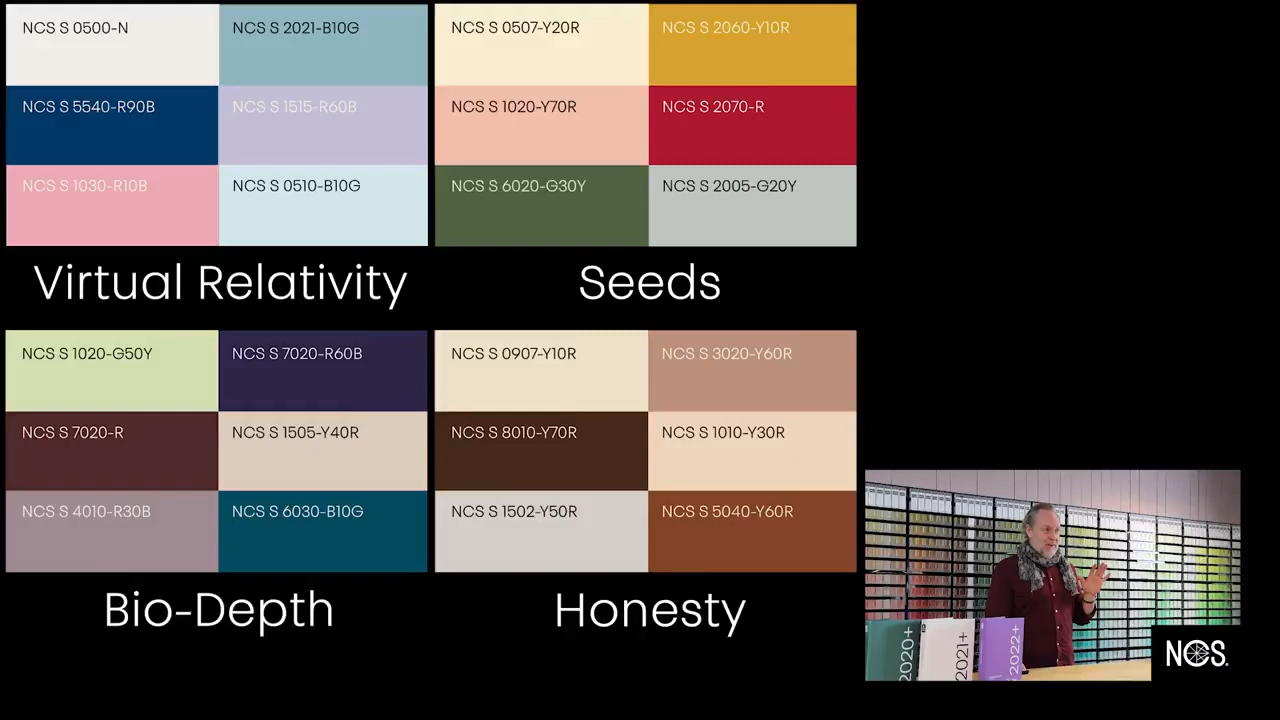 NCS S 0500-N
NCS S 2021-B10G
NCS S 5540-R90B
NCS S 1515-R60B
NCS S 1030-R10B
NCS S 0510-B10G
Virtual Relativity
NCS S 0507-Y20R
NCS S 2060-Y10R
NCS S 1020-Y70R
NCS S 2070-R
NCS S 6020-G30Y
NCS S 2005-G20Y
Seeds
NCS S 1020-G50Y
NCS S 7020-R60B
NCS S 7020-R
NCS S 1505-Y40R
NCS S 4010-R30B
NCS S 6030-B10G
Bio-Depth
NCS S 0907-Y10R
NCS S 3020-Y60R
NCS S 8010-Y70R
NCS S 1010-Y30R
NCS S 1502-Y50R
NCS S 5040-Y60R
Honesty
2020+
2021+
2022+
NCS